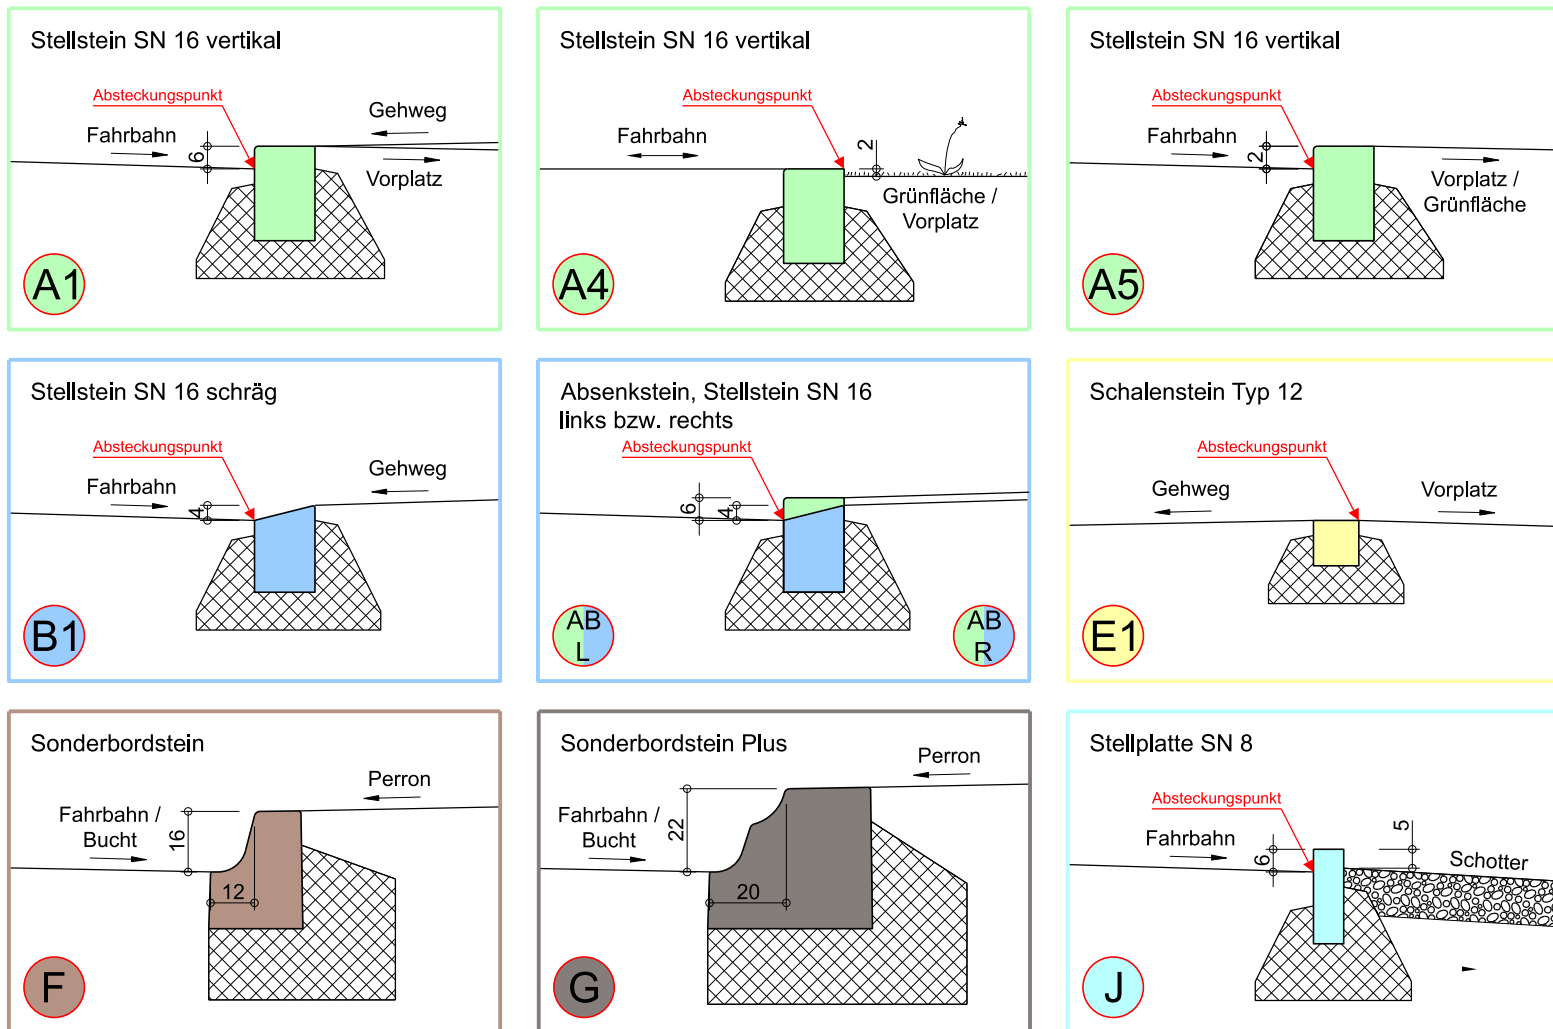 Stellstein SN 16 vertikal
Absteckungspunkt
Gehweg
Fahrbahn
6
Vorplatz
A1
Stellstein SN 16 vertikal
Absteckungspunkt
Fahrbahn
2
Grünfläche /
Vorplatz
A4
Stellstein SN 16 vertikal
Absteckungspunkt
Fahrbahn
2
Vorplatz /
Grünfläche
A5
Stellstein SN 16 schräg
Absteckungspunkt
Gehweg
Fahrbahn
4
B1
Absenkstein, Stellstein SN 16
links bzw. rechts
Absteckungspunkt
6
4
AB
L
AB
R
Schalenstein Typ 12
Absteckungspunkt
Gehweg
Vorplatz
E1
Sonderbordstein
Perron
Fahrbahn /
Bucht
16
12
F
Sonderbordstein Plus
Perron
Fahrbahn /
Bucht
22
20
G
Stellplatte SN 8
Absteckungspunkt
Fahrbahn
6
5
Schotter
J